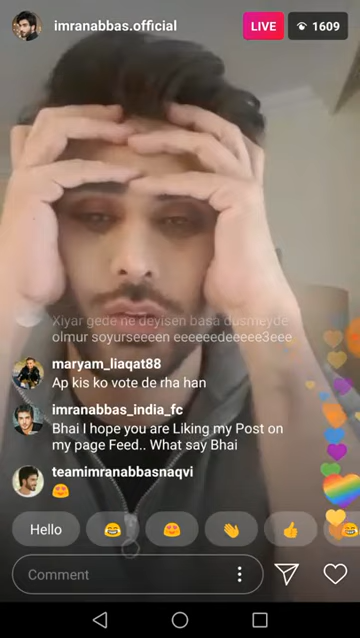 imranabbas.official
LIVE
1609
Xiyar gede ne deyisen basa dusmeyde
olmur soyurseeeen eeeeeedeeeee3eee
maryam_liaqat88
Ap kis ko vote de rha han
imranabbas_india_fc
Bhai I hope you are Liking my Post on
my page Feed.. What say Bhai
teamimranabbasnaqvi
😍
Hello 😂 😍 👏 👍 😂
Comment